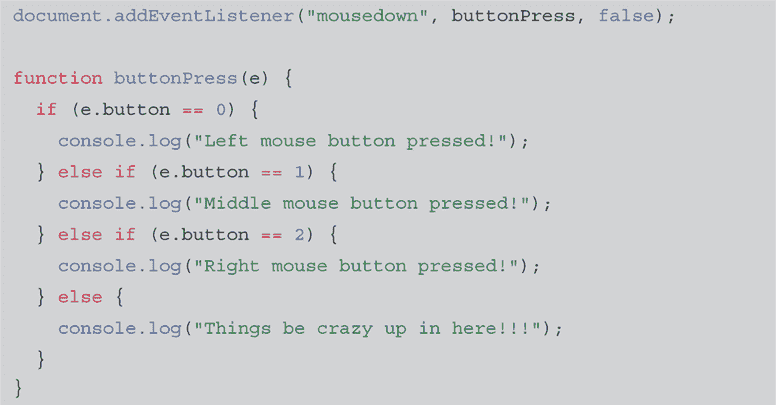 document.addEventListener("mousedown", buttonPress, false);

function buttonPress(e) {
  if (e.button == 0) {
    console.log("Left mouse button pressed!");
  } else if (e.button == 1) {
    console.log("Middle mouse button pressed!");
  } else if (e.button == 2) {
    console.log("Right mouse button pressed!");
  } else {
    console.log("Things be crazy up in here!!!");
  }
}